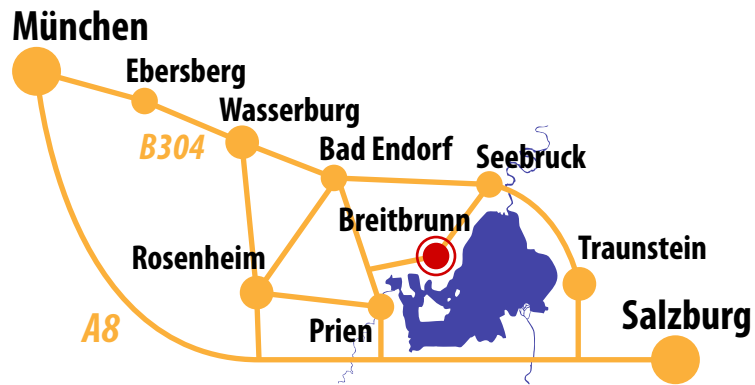 München
Ebersberg
Wasserburg
B304
Bad Endorf
Seebruck
Breitbrunn
Rosenheim
Traunstein
A8
Prien
Salzburg